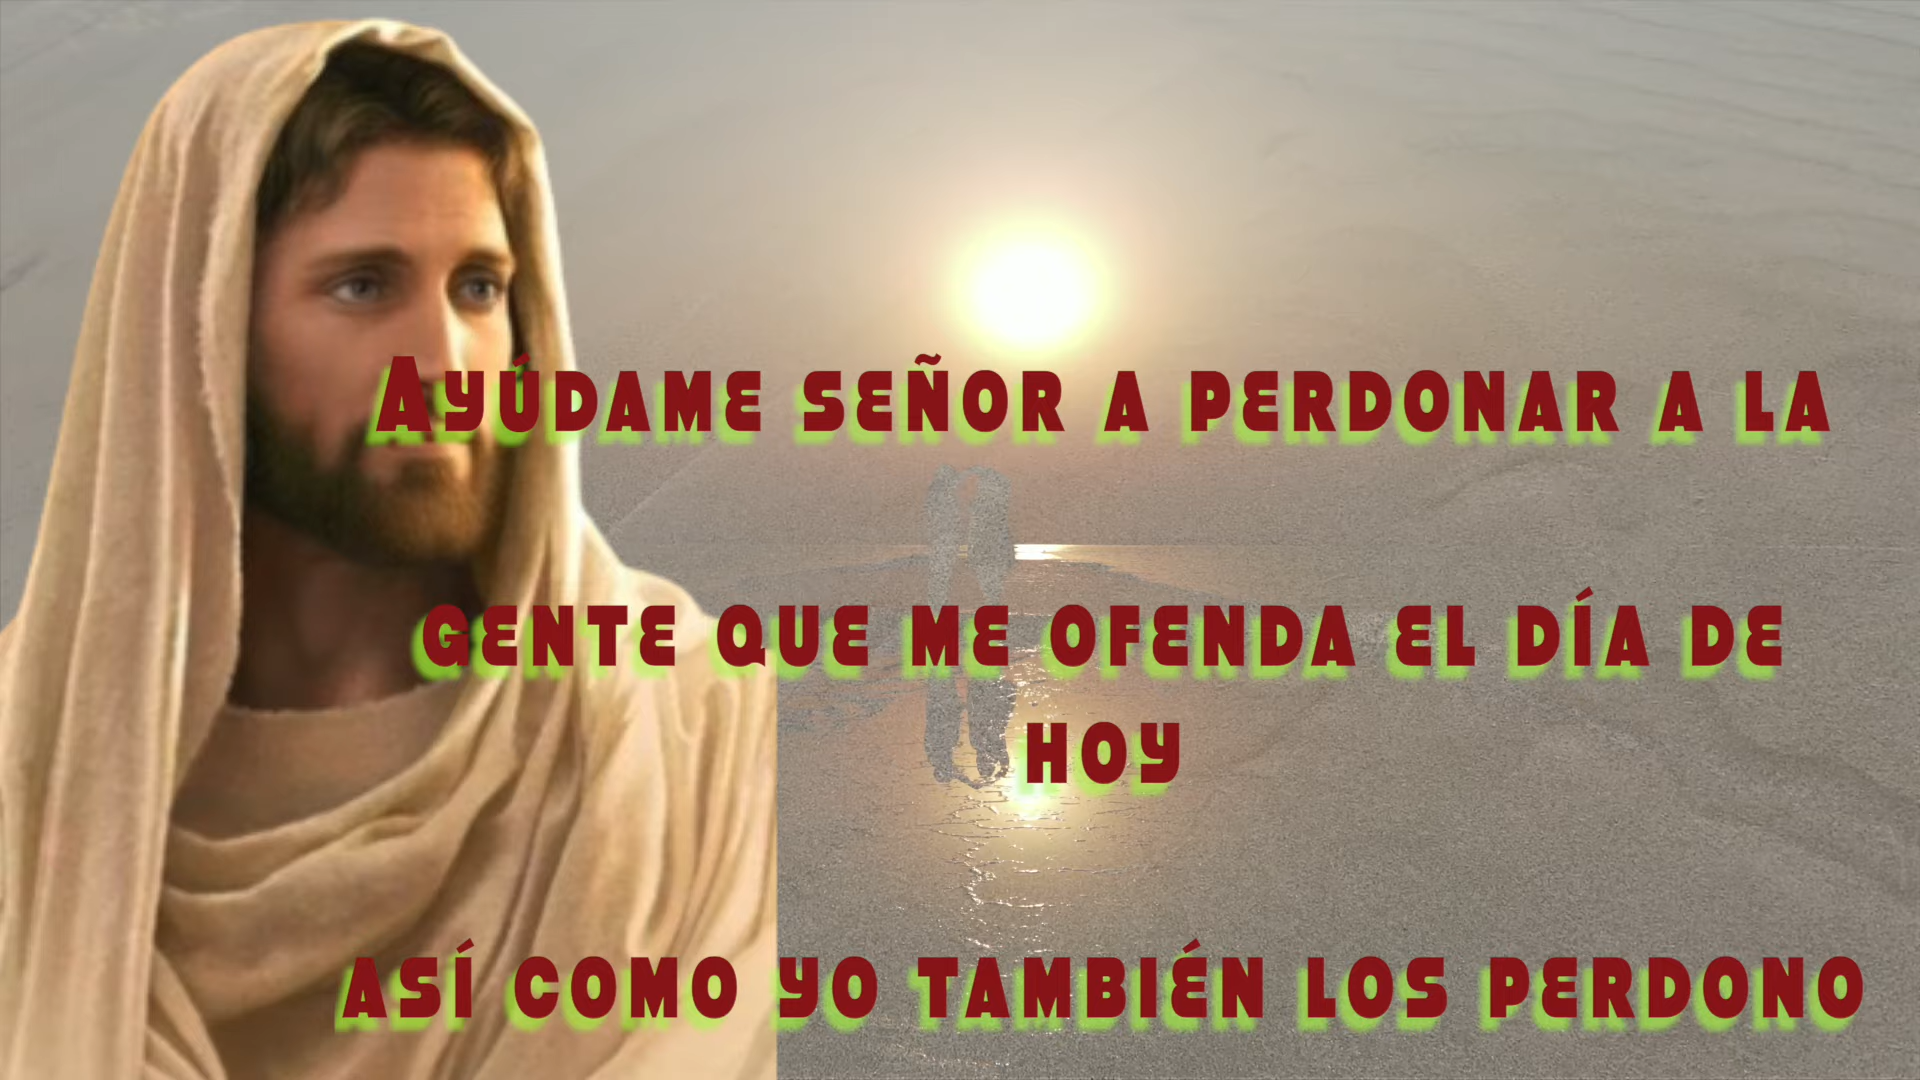 Ayúdame señor a perdonar a la
gente que me ofenda el día de
hoy
así como yo también los perdono